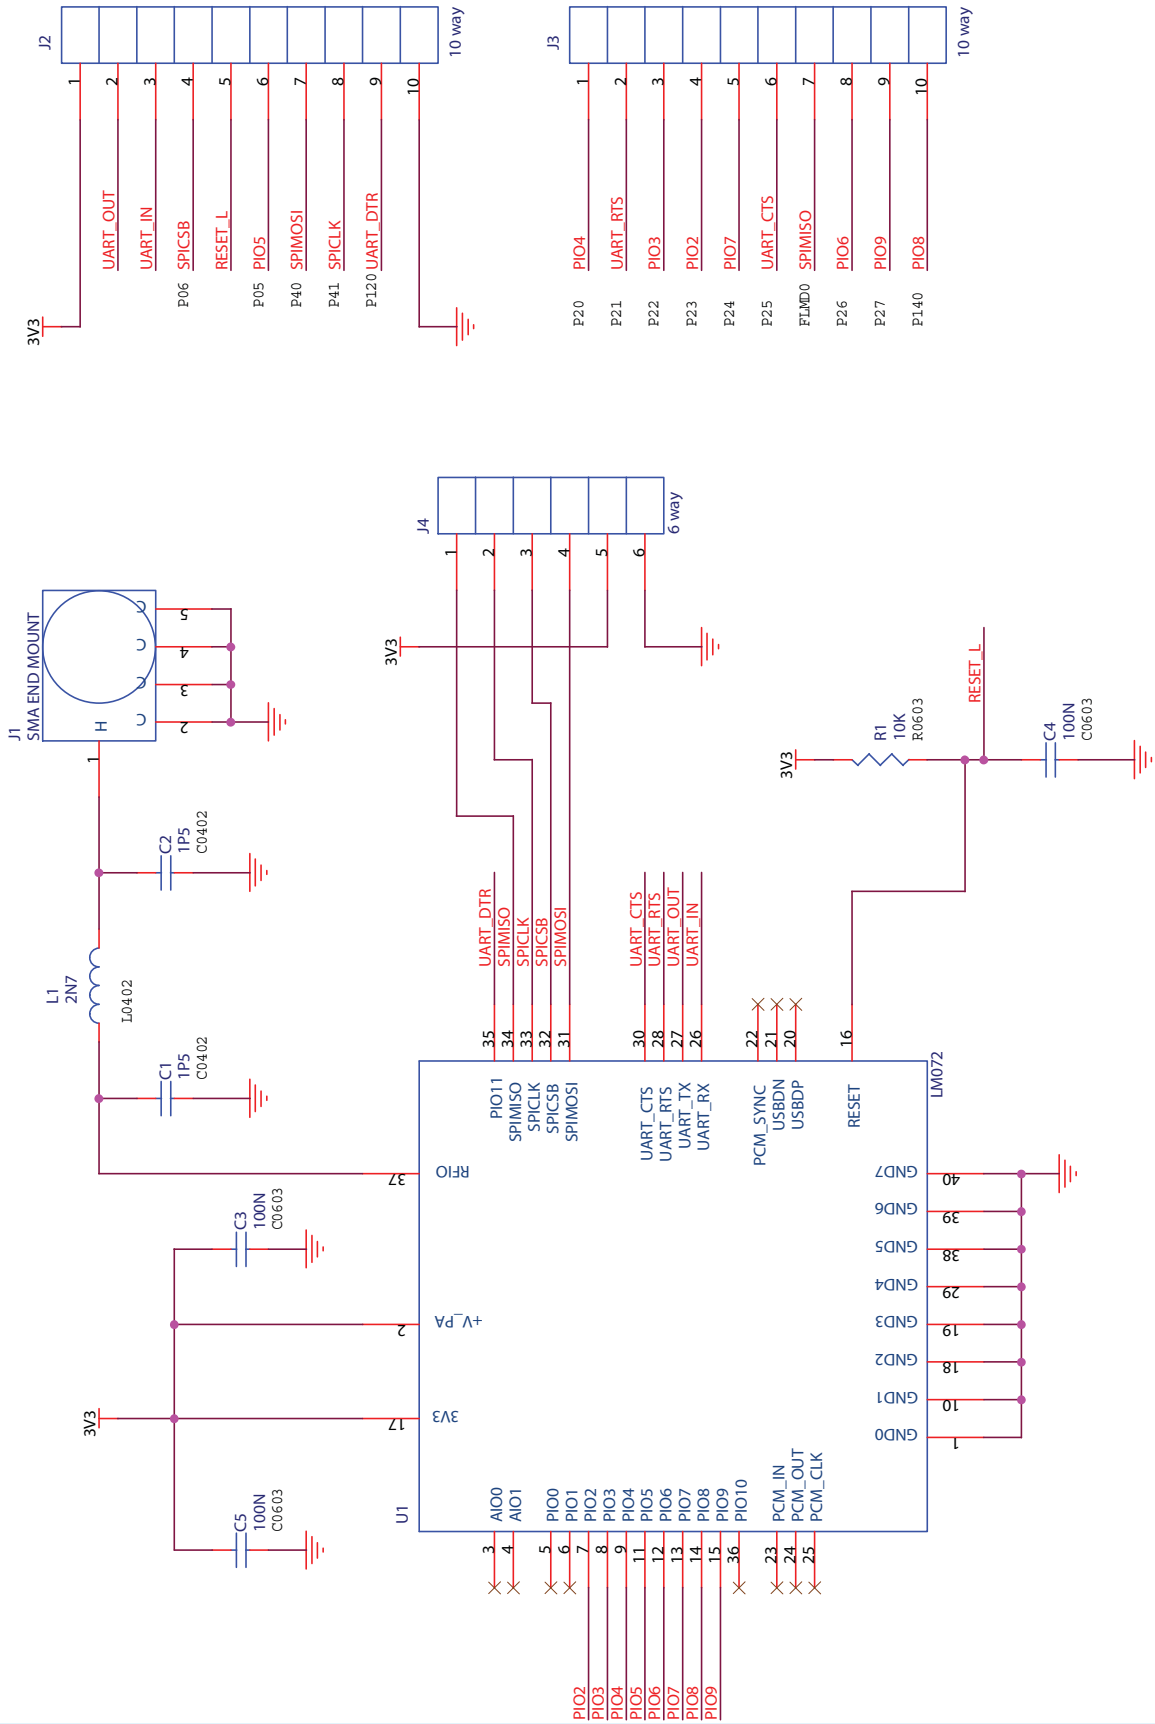 J2
10 way
1
2
3
4
5
6
7
8
9
10
UART_OUT
UART_IN
SPICSB
RESET_L
PIO5
SPIMOSI
SPICLK
UART_DTR
P06
P05
P40
P41
P120
3V3
J3
10 way
1
2
3
4
5
6
7
8
9
10
PIO4
UART_RTS
PIO3
PIO2
PIO7
UART_CTS
SPIMISO
PIO6
PIO9
PIO8
P20
P21
P22
P23
P24
P25
FLMD0
P26
P27
P140
J1
SMA END MOUNT
H
C
C
C
C
1
2
3
4
5
J4
6 way
1
2
3
4
5
6
3V3
C2
1P5
C0402
L1
2N7
L0402
C1
1P5
C0402
RESET_L
3V3
R1
10K
R0603
C4
100N
C0603
UART_DTR
SPIMISO
SPICLK
SPICSB
SPIMOSI
UART_CTS
UART_RTS
UART_OUT
UART_IN
35
34
33
32
31
30
28
27
26
22
21
20
16
PIO11
SPIMISO
SPICLK
SPICSB
SPIMOSI
UART_CTS
UART_RTS
UART_TX
UART_RX
PCM_SYNC
USBDN
USBDP
RESET
LM072
37
RFIO
C3
100N
C0603
2
+V_PA
3V3
17
3V3
C5
100N
C0603
GND7
GND6
GND5
GND4
GND3
GND2
GND1
GND0
40
39
38
29
19
18
10
1
U1
AIO0
AIO1
PIO0
PIO1
PIO2
PIO3
PIO4
PIO5
PIO6
PIO7
PIO8
PIO9
PIO10
PCM_IN
PCM_OUT
PCM_CLK
3
4
5
6
7
8
9
11
12
13
14
15
36
23
24
25
PIO2
PIO3
PIO4
PIO5
PIO6
PIO7
PIO8
PIO9